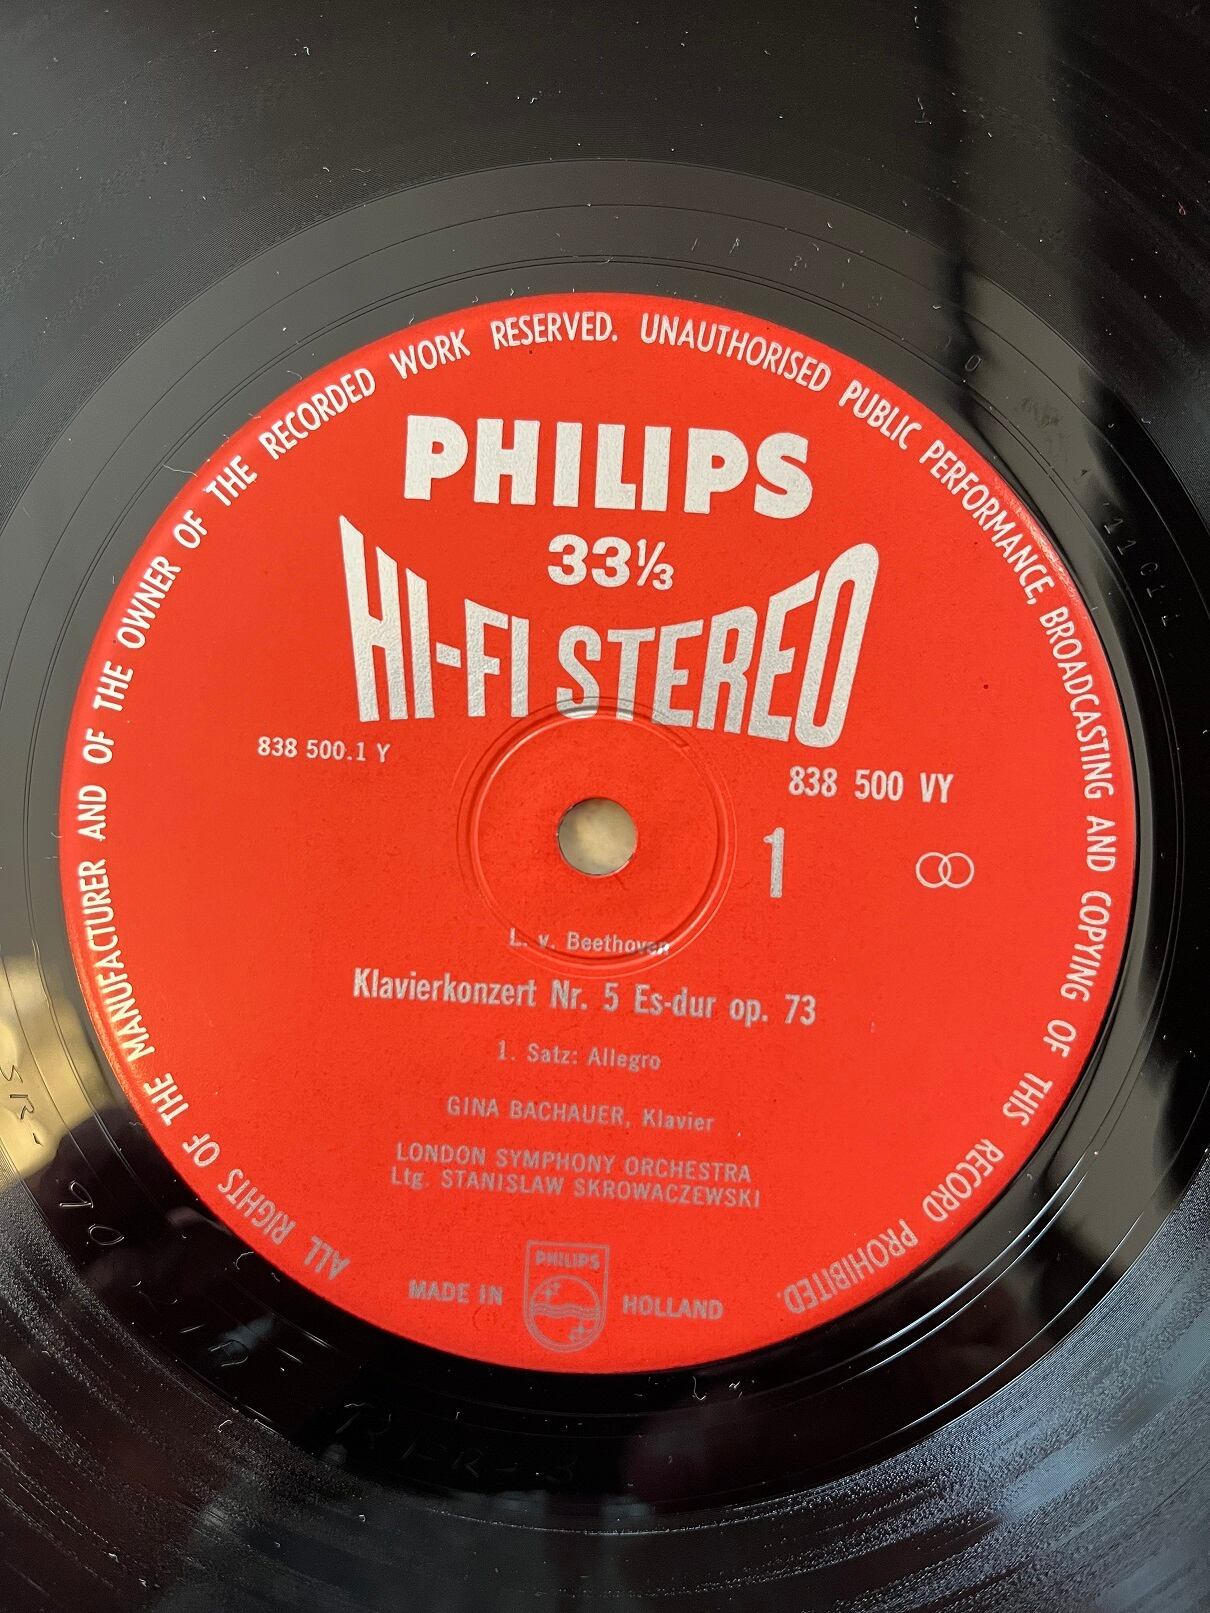 ALL RIGHTS OF THE MANUFACTURER AND OF THE OWNER OF THE RECORDED WORK RESERVED. UNAUTHORISED PUBLIC PERFORMANCE, BROADCASTING AND COPYING OF THIS RECORD PROHIBITED.
PHILIPS
33⅓
HI-FI STEREO
838 500.1 Y
838 500 VY
1
L. v. Beethoven
Klavierkonzert Nr. 5 Es-dur op. 73
1. Satz: Allegro
GINA BACHAUER, Klavier
LONDON SYMPHONY ORCHESTRA
Ltg. STANISLAW SKROWACZEWSKI
PHILIPS
MADE IN HOLLAND